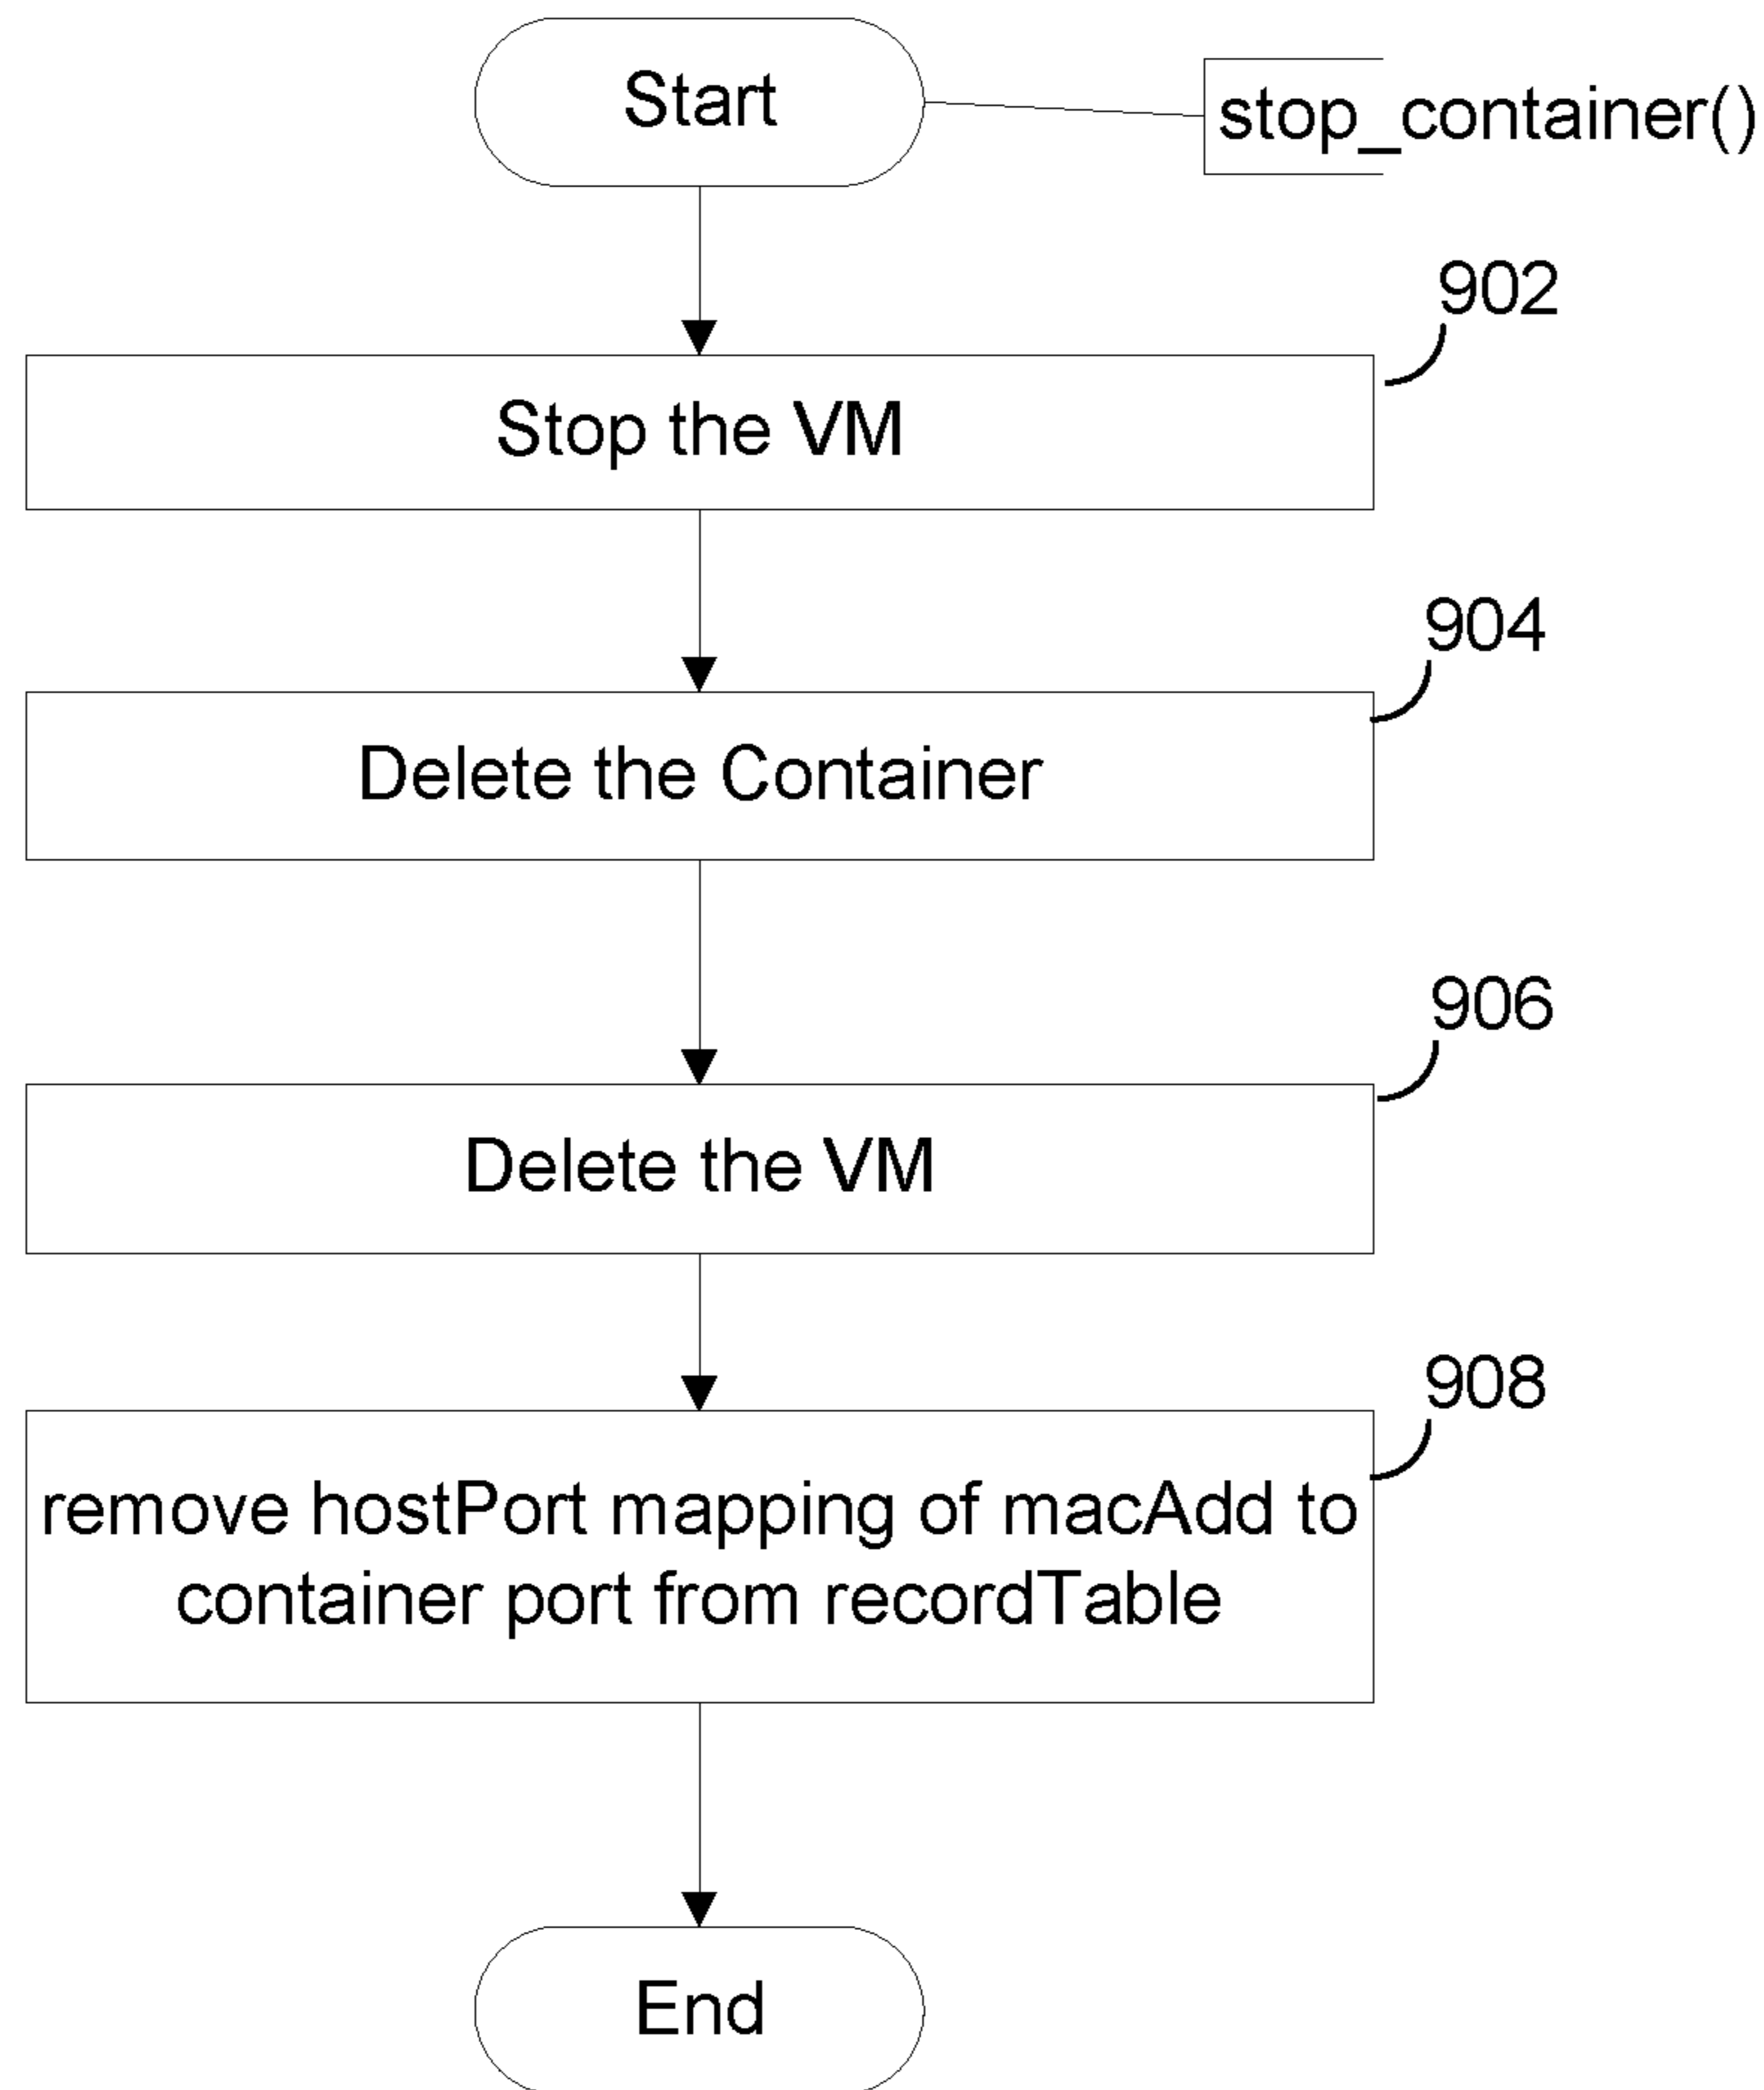 Start
stop_container()
902
Stop the VM
904
Delete the Container
906
Delete the VM
908
remove hostPort mapping of macAdd to
container port from recordTable
End